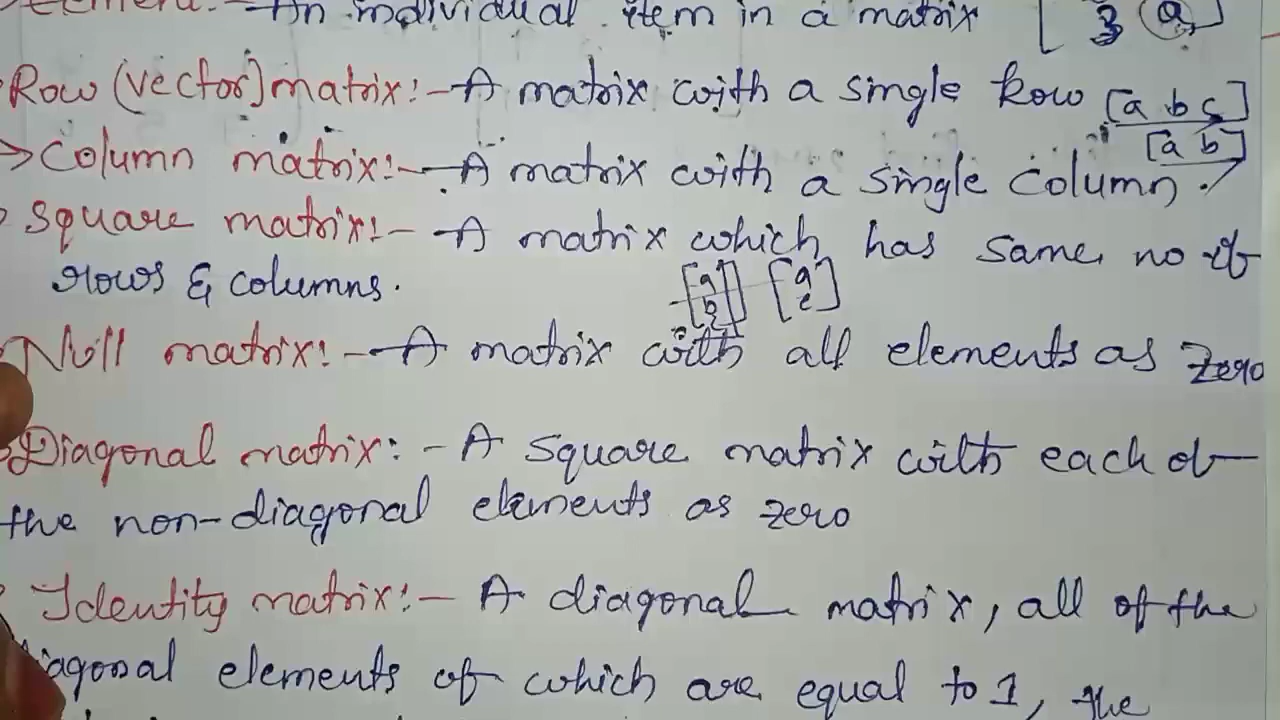 Element:- An individual item in a matrix [ 3 a ]
Row (vector) matrix:- A matrix with a single Row [a b c]
[a b]
→ Column matrix:- A matrix with a single column.
Square matrix:- A matrix which has same no of
rows & columns.
Null matrix:- A matrix with all elements as zero
Diagonal matrix:- A square matrix with each of
the non-diagonal elements as zero
Identity matrix:- A diagonal matrix, all of the
diagonal elements of which are equal to 1, the